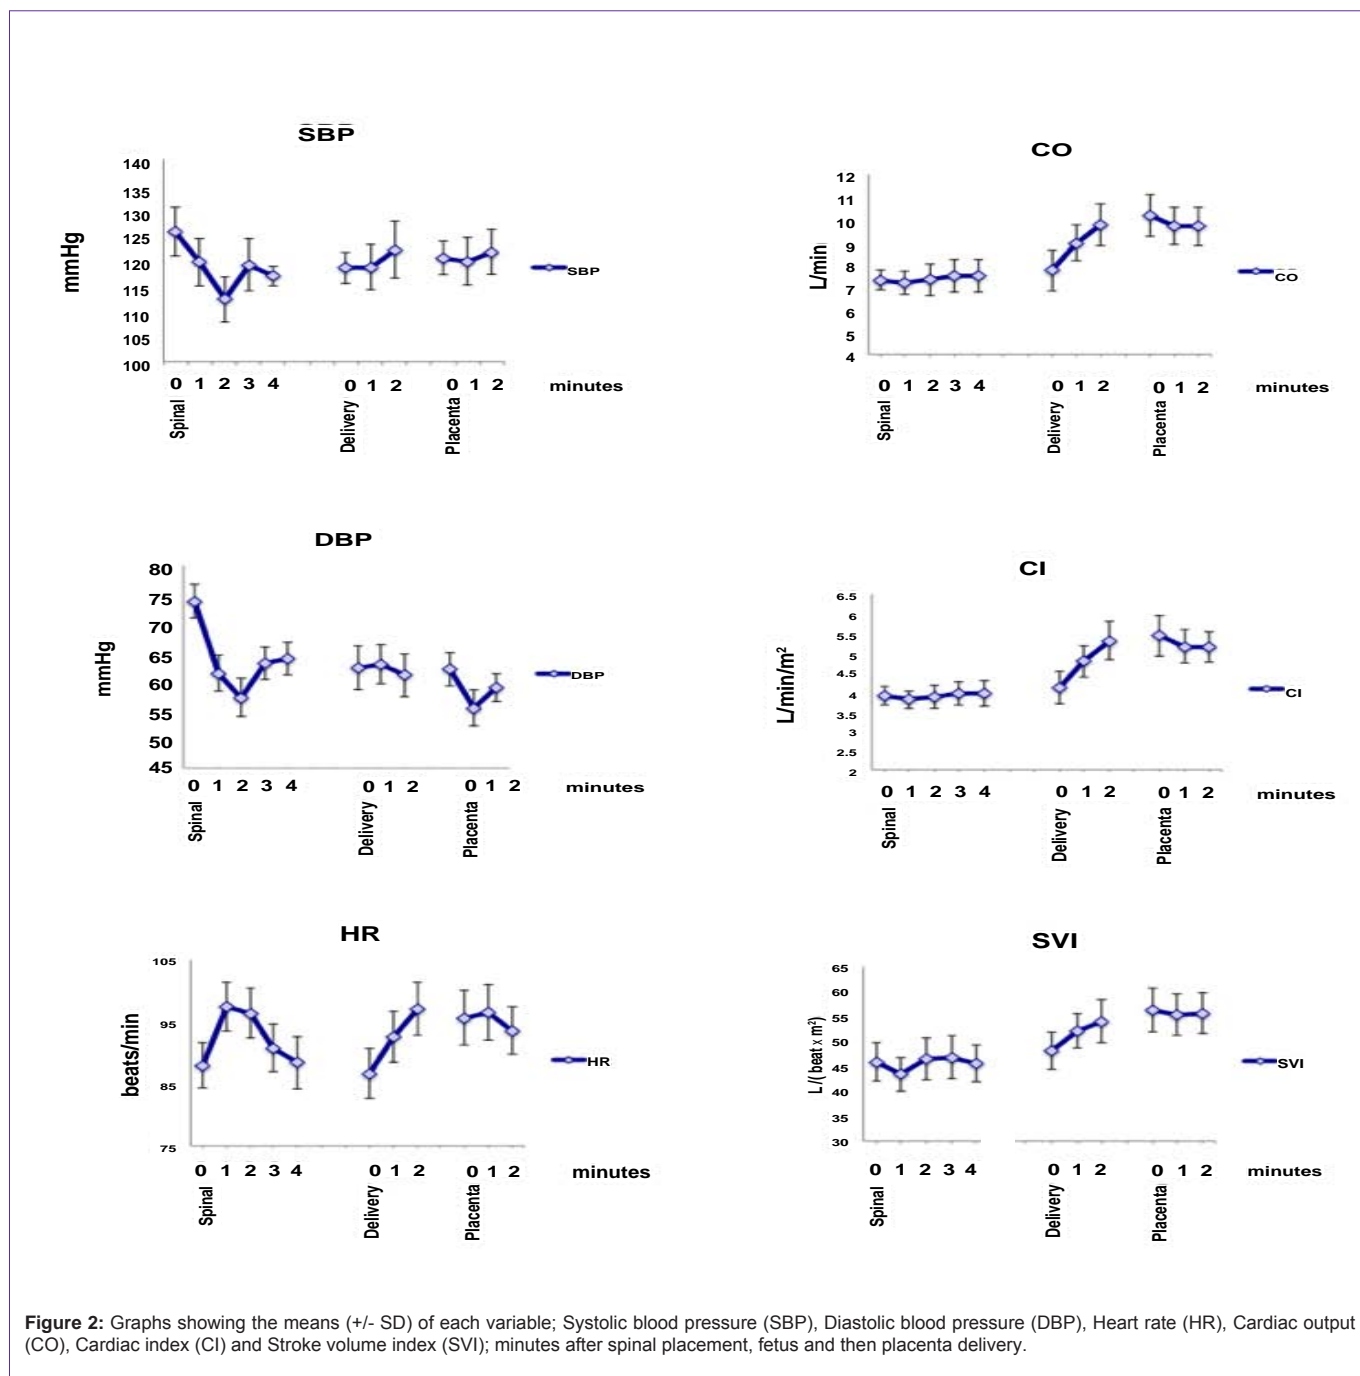 SBP
140
135
130
125
120
115
110
105
100
mmHg
SBP
0 1 2 3 4 0 1 2 0 1 2 minutes
Spinal Delivery Placenta
CO
12
11
10
9
8
7
6
5
4
L/min
CO
0 1 2 3 4 0 1 2 0 1 2 minutes
Spinal Delivery Placenta
DBP
80
75
70
65
60
55
50
45
mmHg
DBP
0 1 2 3 4 0 1 2 0 1 2 minutes
Spinal Delivery Placenta
CI
6.5
6
5.5
5
4.5
4
3.5
3
2.5
2
L/min/m²
CI
0 1 2 3 4 0 1 2 0 1 2 minutes
Spinal Delivery Placenta
HR
105
95
85
75
beats/min
HR
0 1 2 3 4 0 1 2 0 1 2 minutes
Spinal Delivery Placenta
SVI
65
60
55
50
45
40
35
30
L/(beat x m²)
SVI
0 1 2 3 4 0 1 2 0 1 2 minutes
Spinal Delivery Placenta
Figure 2: Graphs showing the means (+/- SD) of each variable; Systolic blood pressure (SBP), Diastolic blood pressure (DBP), Heart rate (HR), Cardiac output
(CO), Cardiac index (CI) and Stroke volume index (SVI); minutes after spinal placement, fetus and then placenta delivery.